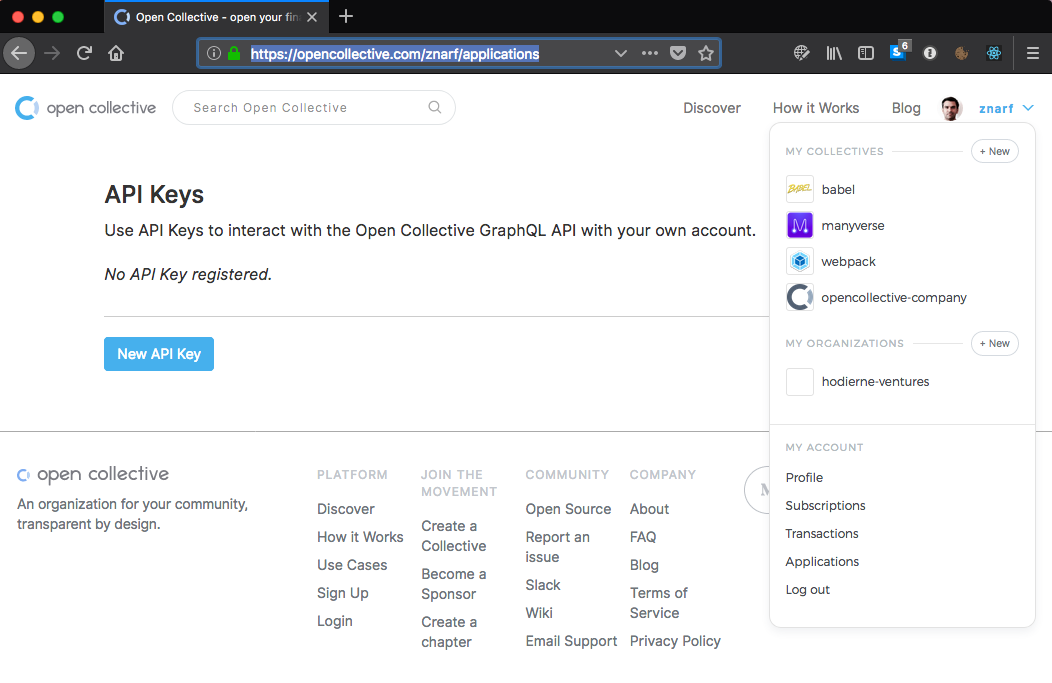 Open Collective - open your fin
https://opencollective.com/znarf/applications
6
open collective
Search Open Collective
Discover
How it Works
Blog
znarf
API Keys
Use API Keys to interact with the Open Collective GraphQL API with your own account.
No API Key registered.
New API Key
MY COLLECTIVES
+ New
BABEL
babel
manyverse
webpack
opencollective-company
MY ORGANIZATIONS
+ New
hodierne-ventures
MY ACCOUNT
Profile
Subscriptions
Transactions
Applications
Log out
open collective
An organization for your community,
transparent by design.
PLATFORM
Discover
How it Works
Use Cases
Sign Up
Login
JOIN THE
MOVEMENT
Create a
Collective
Become a
Sponsor
Create a
chapter
COMMUNITY
Open Source
Report an
issue
Slack
Wiki
Email Support
COMPANY
About
FAQ
Blog
Terms of
Service
Privacy Policy